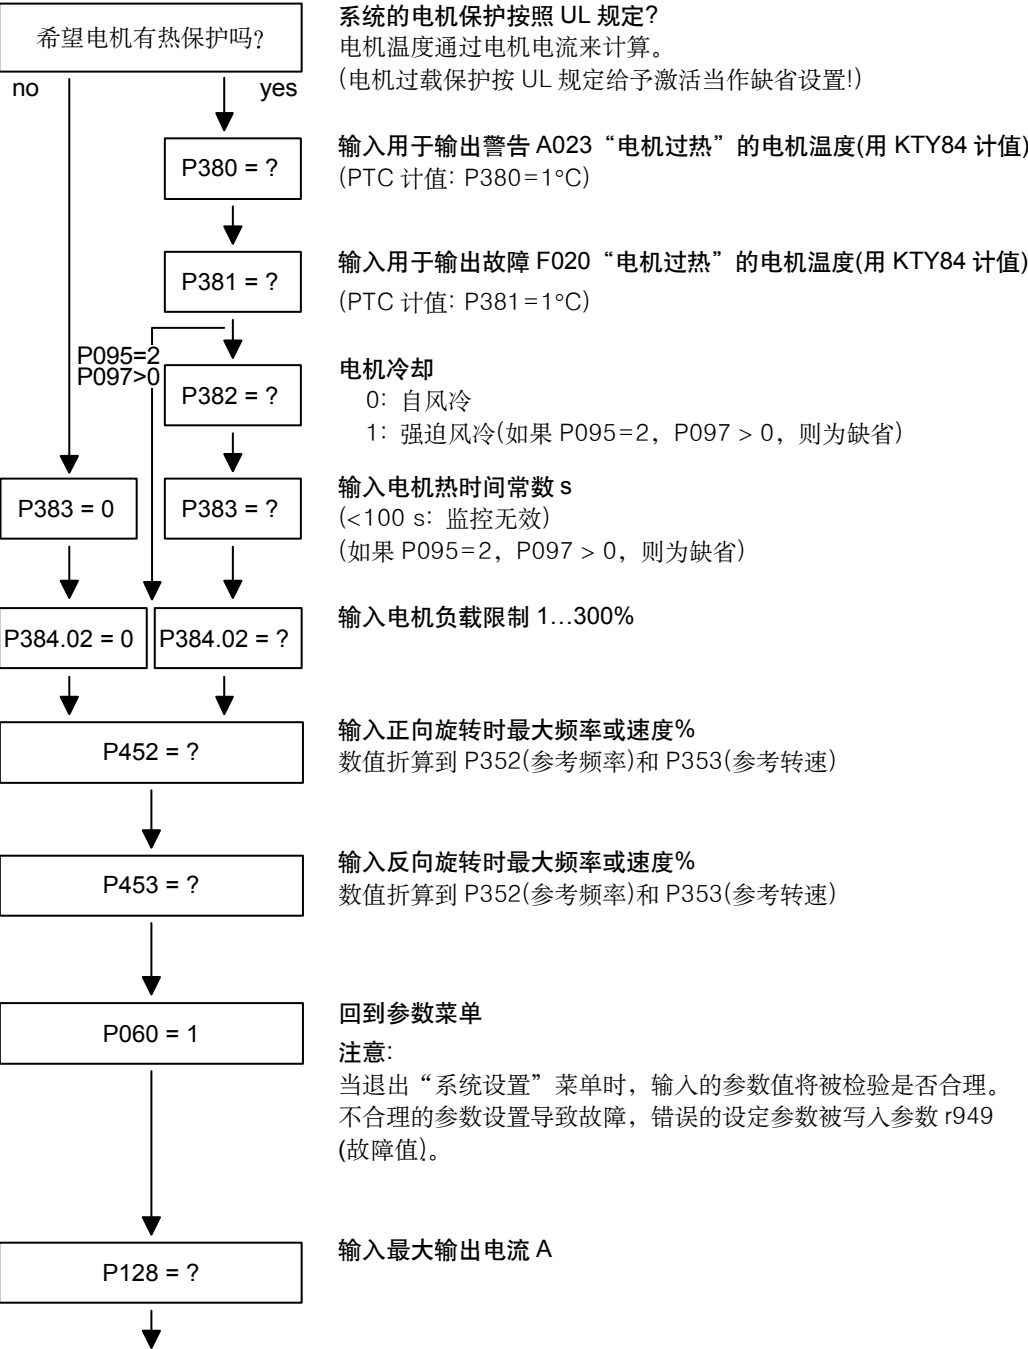 希望电机有热保护吗?
系统的电机保护按照 UL 规定?
电机温度通过电机电流来计算。
(电机过载保护按 UL 规定给予激活当作缺省设置!)
no
yes
P380 = ?
输入用于输出警告 A023“电机过热”的电机温度(用 KTY84 计值)
(PTC 计值: P380=1°C)
P381 = ?
输入用于输出故障 F020“电机过热”的电机温度(用 KTY84 计值)
(PTC 计值: P381=1°C)
P095=2
P097>0
P382 = ?
电机冷却
0: 自风冷
1: 强迫风冷(如果 P095=2, P097 > 0, 则为缺省)
P383 = 0
P383 = ?
输入电机热时间常数 s
(<100 s: 监控无效)
(如果 P095=2, P097 > 0, 则为缺省)
P384.02 = 0
P384.02 = ?
输入电机负载限制 1…300%
P452 = ?
输入正向旋转时最大频率或速度%
数值折算到 P352(参考频率)和 P353(参考转速)
P453 = ?
输入反向旋转时最大频率或速度%
数值折算到 P352(参考频率)和 P353(参考转速)
P060 = 1
回到参数菜单
注意:
当退出“系统设置”菜单时, 输入的参数值将被检验是否合理。
不合理的参数设置导致故障, 错误的设定参数被写入参数 r949
(故障值)。
P128 = ?
输入最大输出电流 A